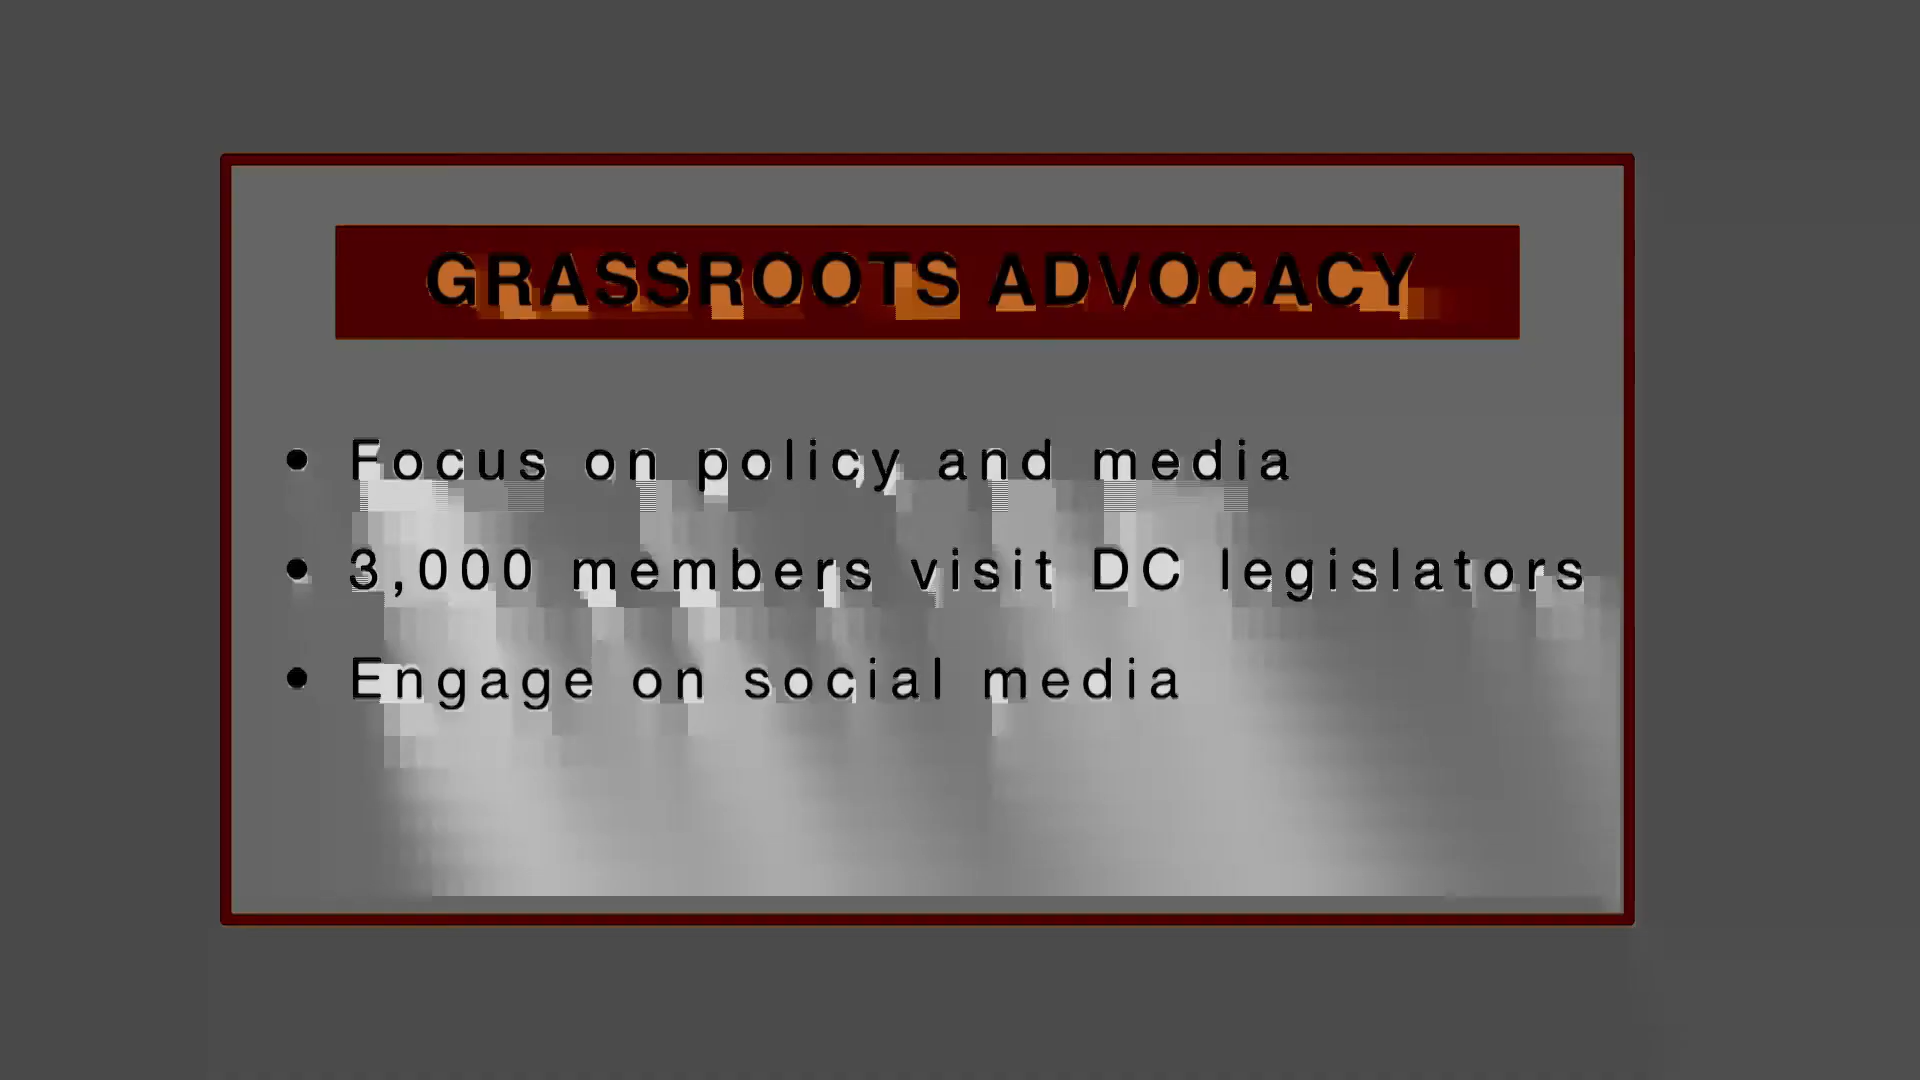 GRASSROOTS ADVOCACY
• Focus on policy and media
• 3,000 members visit DC legislators
• Engage on social media